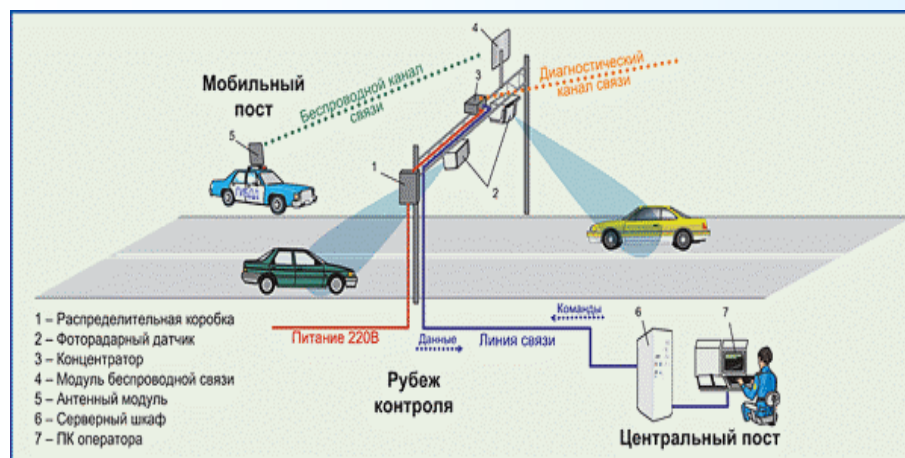 4
Мобильный
пост
Беспроводной канал
связи
3
Диагностический
канал связи
5
1
2
Команды
6
7
1 – Распределительная коробка
2 – Фоторадарный датчик
3 – Концентратор
4 – Модуль беспроводной связи
5 – Антенный модуль
6 – Серверный шкаф
7 – ПК оператора
Питание 220В
Данные
Линия связи
Рубеж
контроля
Центральный пост